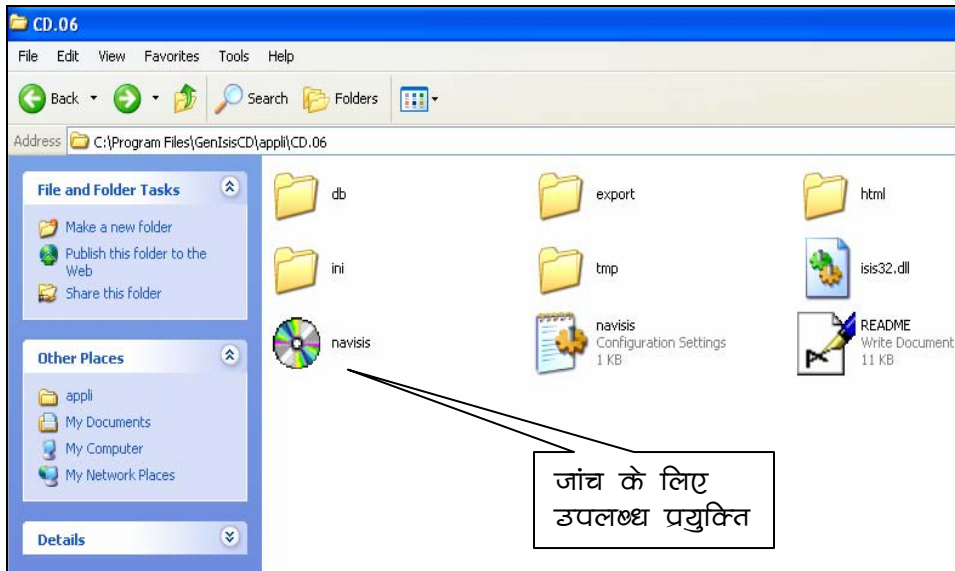 CD.06
File Edit View Favorites Tools Help
Back Search Folders
Address C:\Program Files\GenIsisCD\appli\CD.06
File and Folder Tasks
Make a new folder
Publish this folder to the
Web
Share this folder
Other Places
appli
My Documents
My Computer
My Network Places
Details
db
export
html
ini
tmp
isis32.dll
navisis
navisis
Configuration Settings
1 KB
README
Write Document
11 KB
जांच के लिए
उपलब्ध प्रयुक्ति